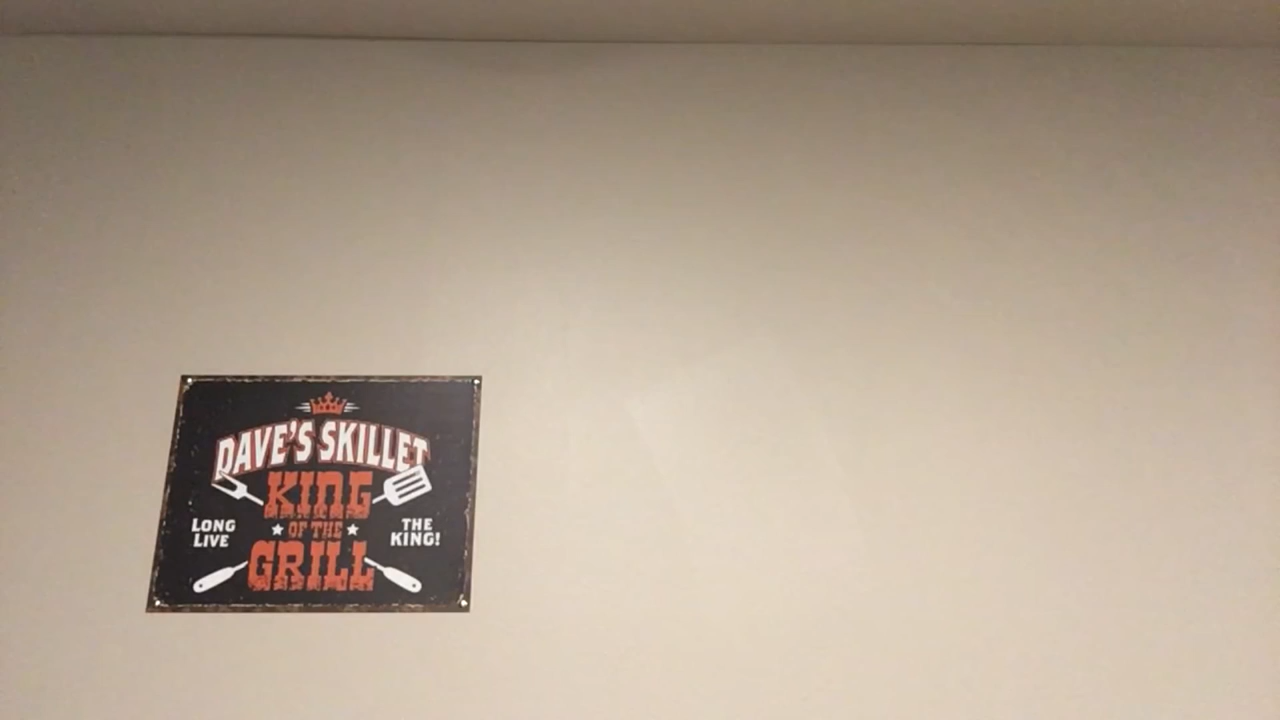 DAVE'S SKILLET
KING
OF THE
GRILL
LONG
LIVE
THE
KING!